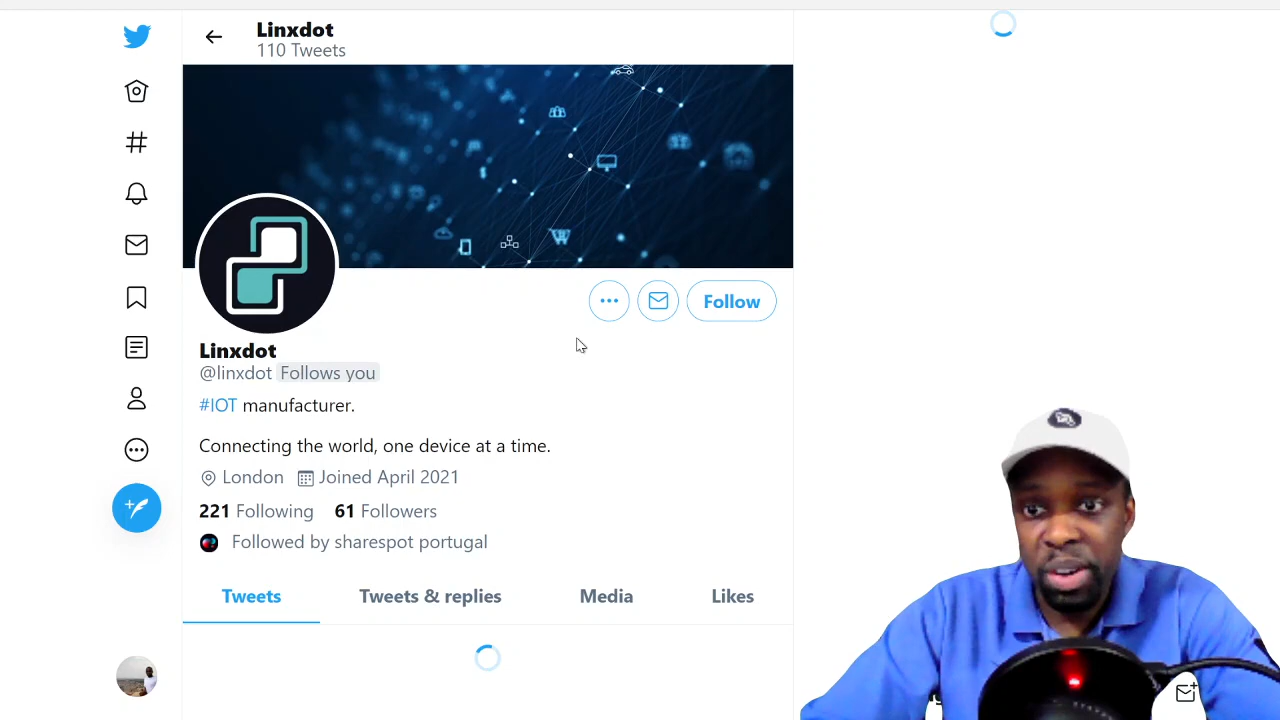 Linxdot
110 Tweets
Follow
Linxdot
@linxdot Follows you
#IOT manufacturer.
Connecting the world, one device at a time.
London Joined April 2021
221 Following 61 Followers
Followed by sharespot portugal
Tweets Tweets & replies Media Likes